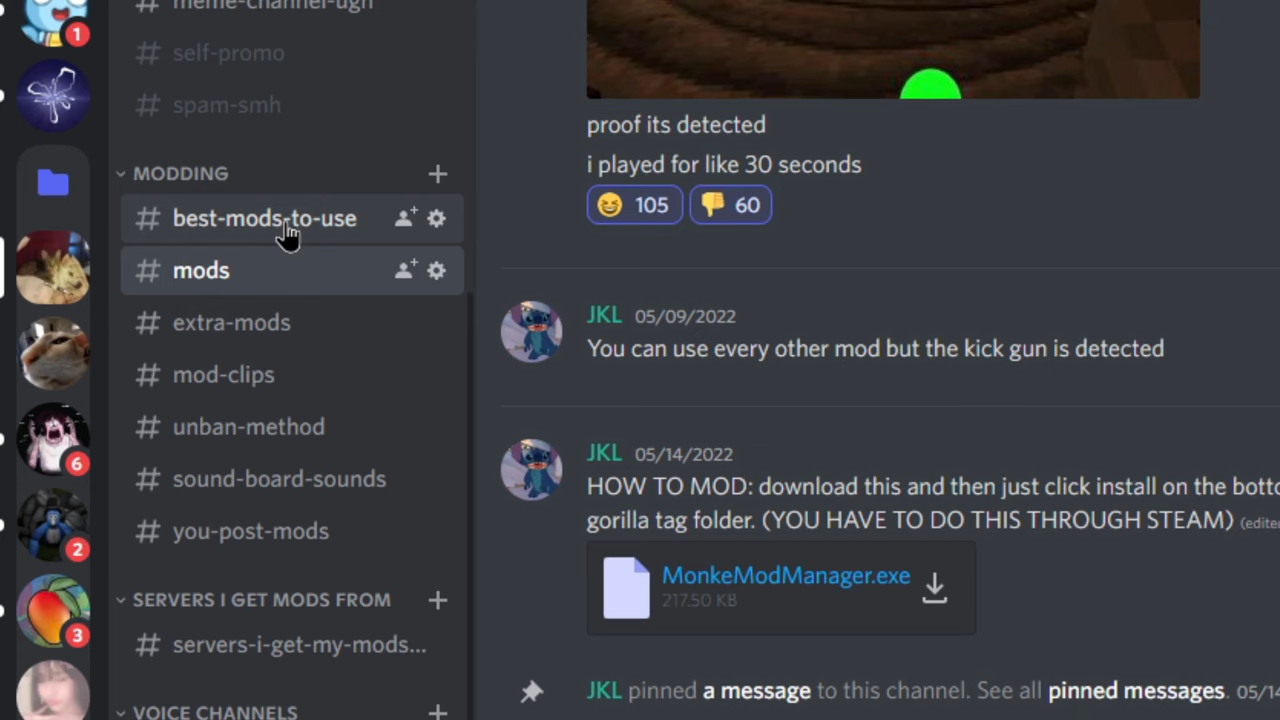 meme-channel-ugh
self-promo
spam-smh
MODDING
best-mods-to-use
mods
extra-mods
mod-clips
unban-method
sound-board-sounds
you-post-mods
SERVERS I GET MODS FROM
servers-i-get-my-mods...
VOICE CHANNELS
1
6
2
3
proof its detected
i played for like 30 seconds
105 60
JKL 05/09/2022
You can use every other mod but the kick gun is detected
JKL 05/14/2022
HOW TO MOD: download this and then just click install on the botto
gorilla tag folder. (YOU HAVE TO DO THIS THROUGH STEAM) (edite
MonkeModManager.exe
217.50 KB
JKL pinned a message to this channel. See all pinned messages. 05/14